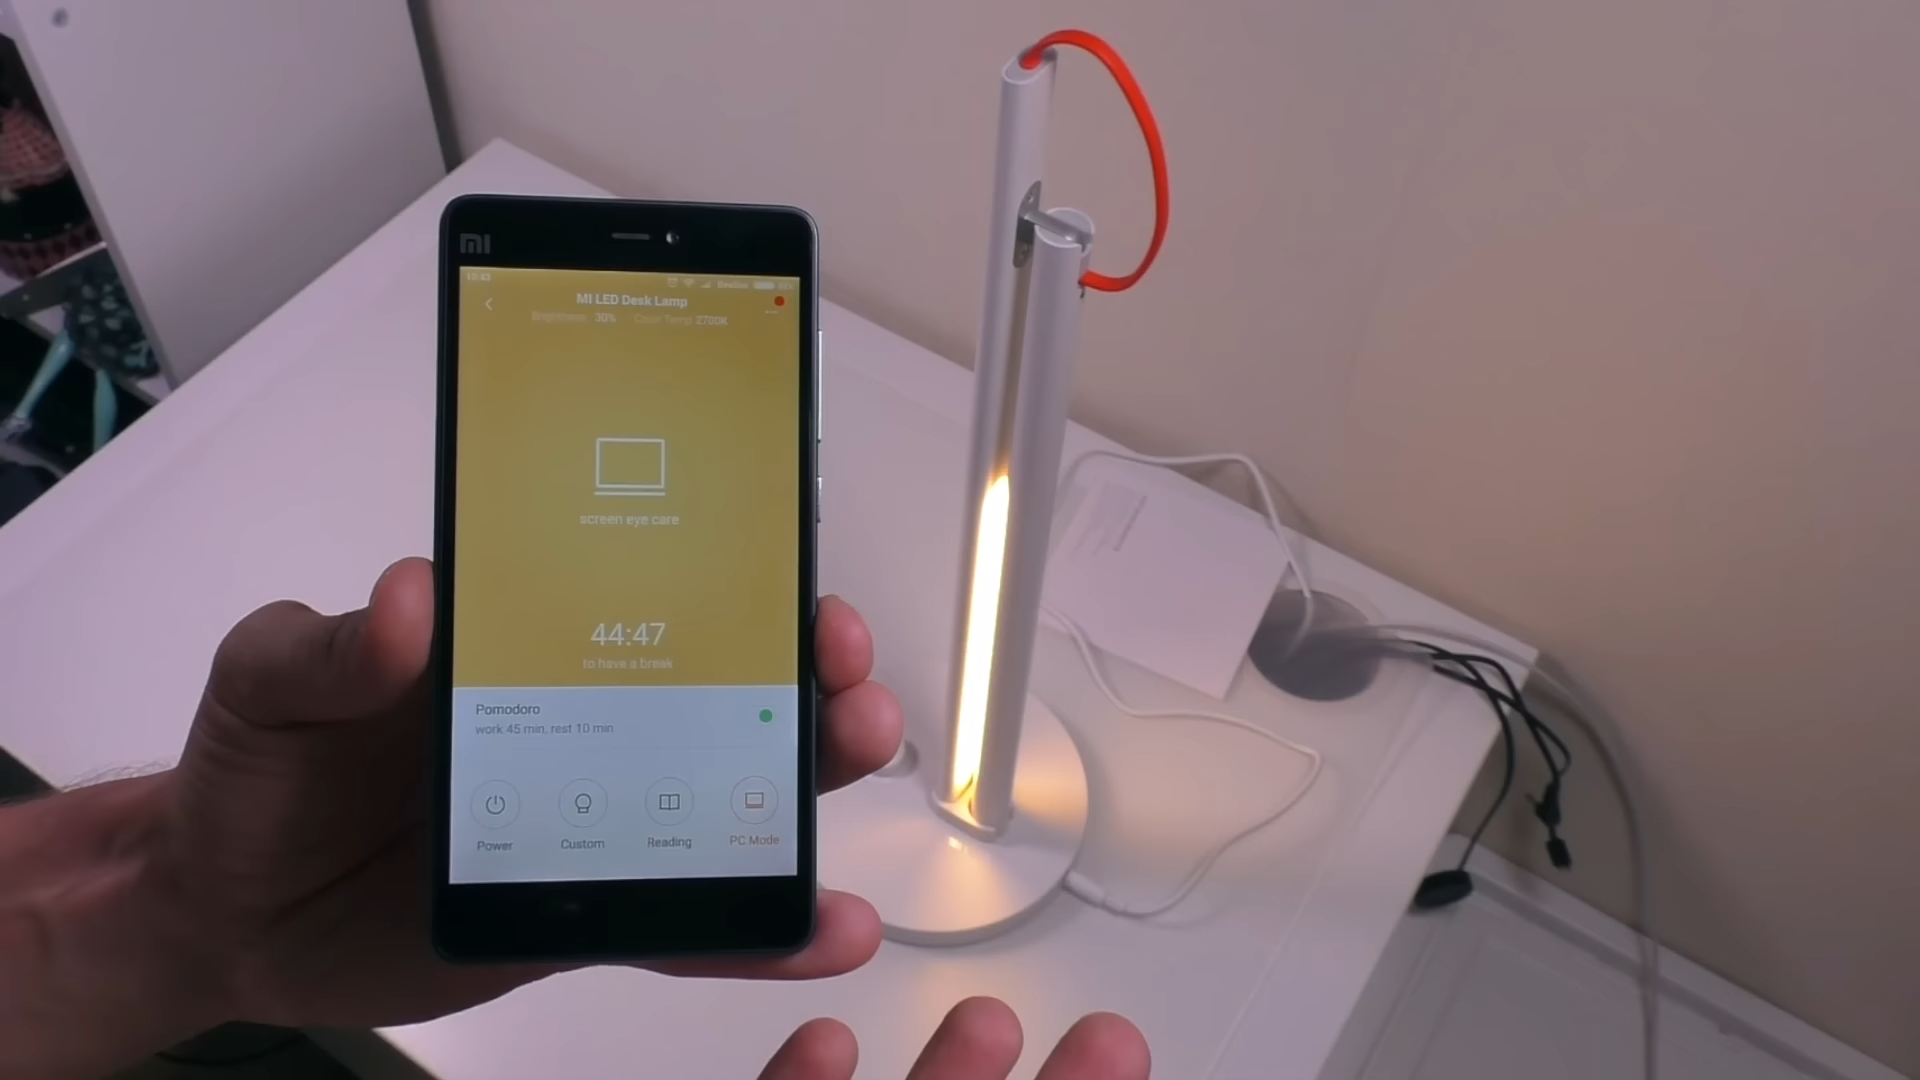 MI
MI LED Desk Lamp
Brightness 30% Color Temp 2700K
screen eye care
44:47
to have a break
Pomodoro
work 45 min, rest 10 min
Power Custom Reading PC Mode